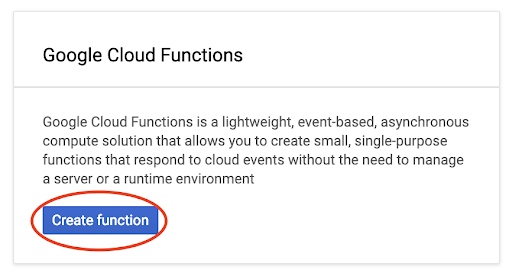 Google Cloud Functions
Google Cloud Functions is a lightweight, event-based, asynchronous
compute solution that allows you to create small, single-purpose
functions that respond to cloud events without the need to manage
a server or a runtime environment
Create function